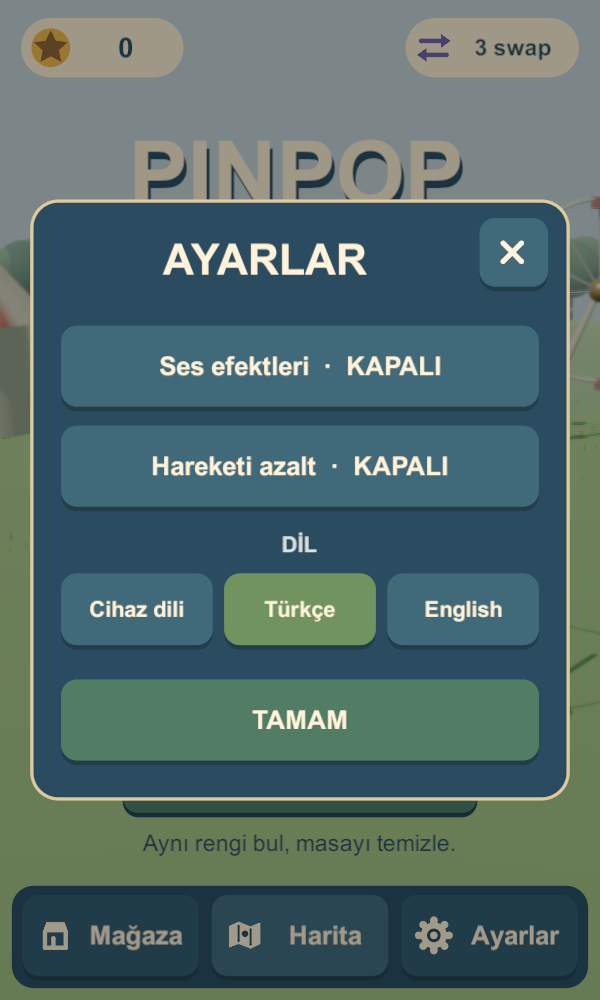 0
3 swap
PINPOP
AYARLAR
Ses efektleri · KAPALI
Hareketi azalt · KAPALI
DİL
Cihaz dili
Türkçe
English
TAMAM
Aynı rengi bul, masayı temizle.
Mağaza
Harita
Ayarlar